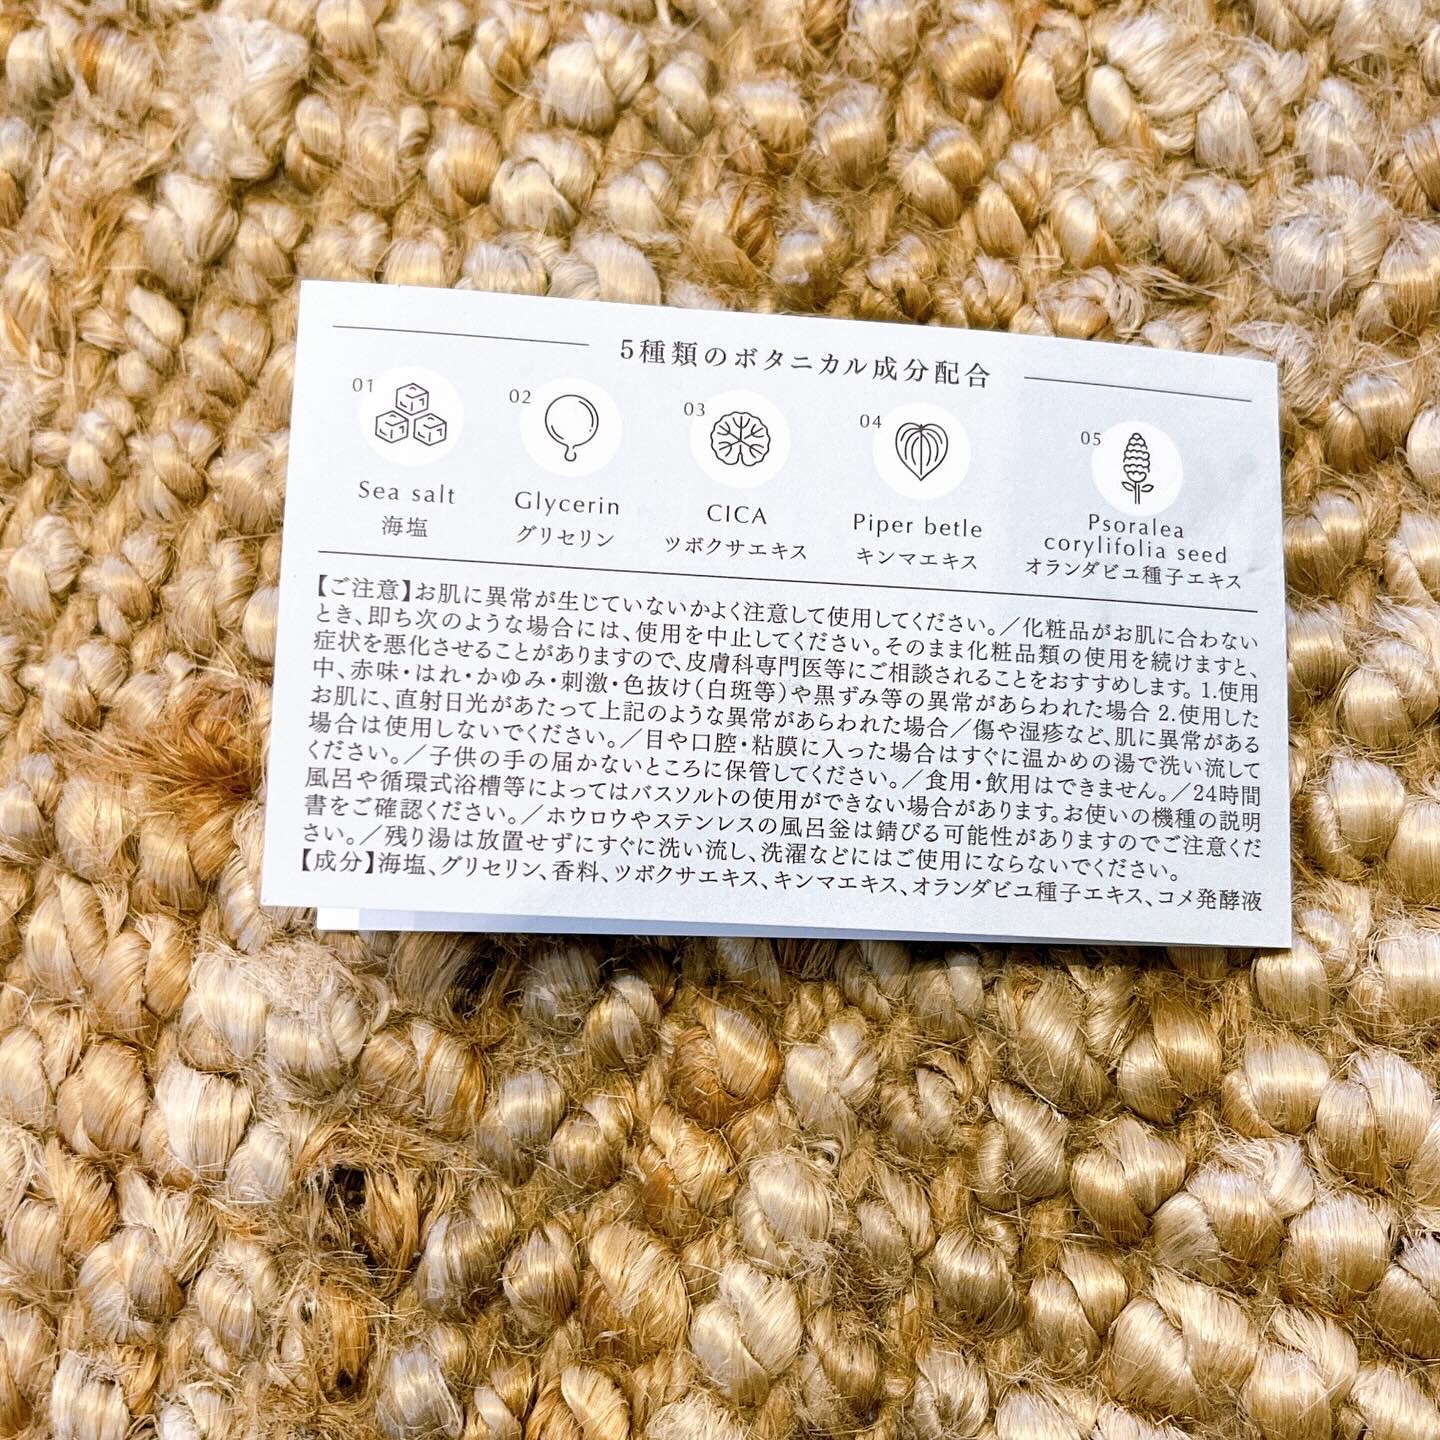 5種類のボタニカル成分配合
01
Sea salt
海塩
02
Glycerin
グリセリン
03
CICA
ツボクサエキス
04
Piper betle
キンマエキス
05
Psoralea
corylifolia seed
オランダビユ種子エキス
【ご注意】お肌に異常が生じていないかよく注意して使用してください。／化粧品がお肌に合わない
とき、即ち次のような場合には、使用を中止してください。そのまま化粧品類の使用を続けますと、
症状を悪化させることがありますので、皮膚科専門医等にご相談されることをおすすめします。1.使用
中、赤味・はれ・かゆみ・刺激・色抜け（白斑等）や黒ずみ等の異常があらわれた場合 2.使用した
お肌に、直射日光があたって上記のような異常があらわれた場合／傷や湿疹など、肌に異常がある
場合は使用しないでください。／目や口腔・粘膜に入った場合はすぐに温かめの湯で洗い流して
ください。／子供の手の届かないところに保管してください。／食用・飲用はできません。／24時間
風呂や循環式浴槽等によってはバスソルトの使用ができない場合があります。お使いの機種の説明
書をご確認ください。／ホウロウやステンレスの風呂釜は錆びる可能性がありますのでご注意くだ
さい。／残り湯は放置せずにすぐに洗い流し、洗濯などにはご使用にならないでください。
【成分】海塩、グリセリン、香料、ツボクサエキス、キンマエキス、オランダビユ種子エキス、コメ発酵液